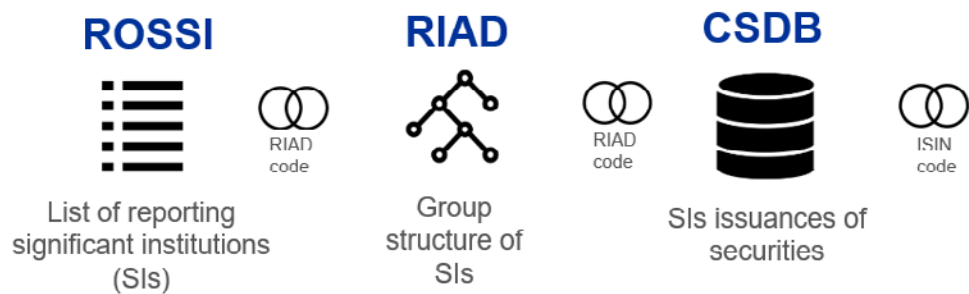 ROSSI
RIAD
CSDB
RIAD
code
RIAD
code
ISIN
code
List of reporting
significant institutions
(SIs)
Group
structure of
SIs
SIs issuances of
securities